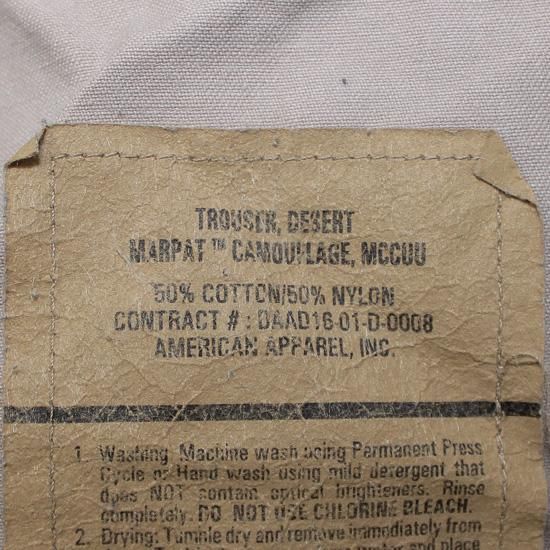 TROUSER, DESERT
MARPAT ™ CAMOUFLAGE, MCCUU
50% COTTON/50% NYLON
CONTRACT # : DAAD16-01-D-0008
AMERICAN APPAREL, INC.
1. Washing: Machine wash using Permanent Press
Cycle or Hand wash using mild detergent that
does NOT contain optical brighteners. Rinse
completely. DO NOT USE CHLORINE BLEACH.
2. Drying: Tumble dry and remove immediately from
and place